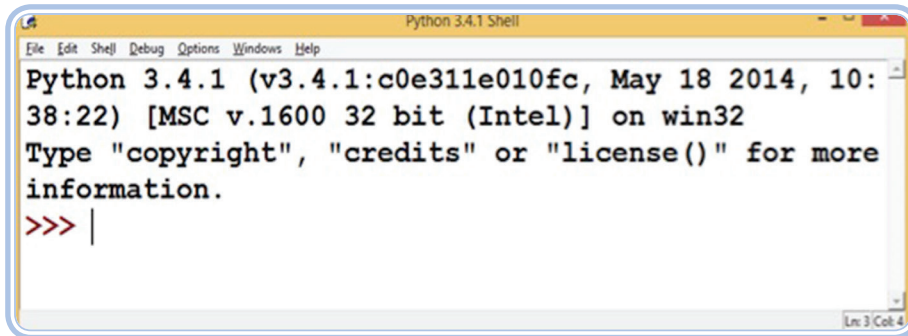 Python 3.4.1 Shell
File Edit Shell Debug Options Windows Help
Python 3.4.1 (v3.4.1:c0e311e010fc, May 18 2014, 10:
38:22) [MSC v.1600 32 bit (Intel)] on win32
Type "copyright", "credits" or "license()" for more
information.
>>>
Ln: 3 Col: 4